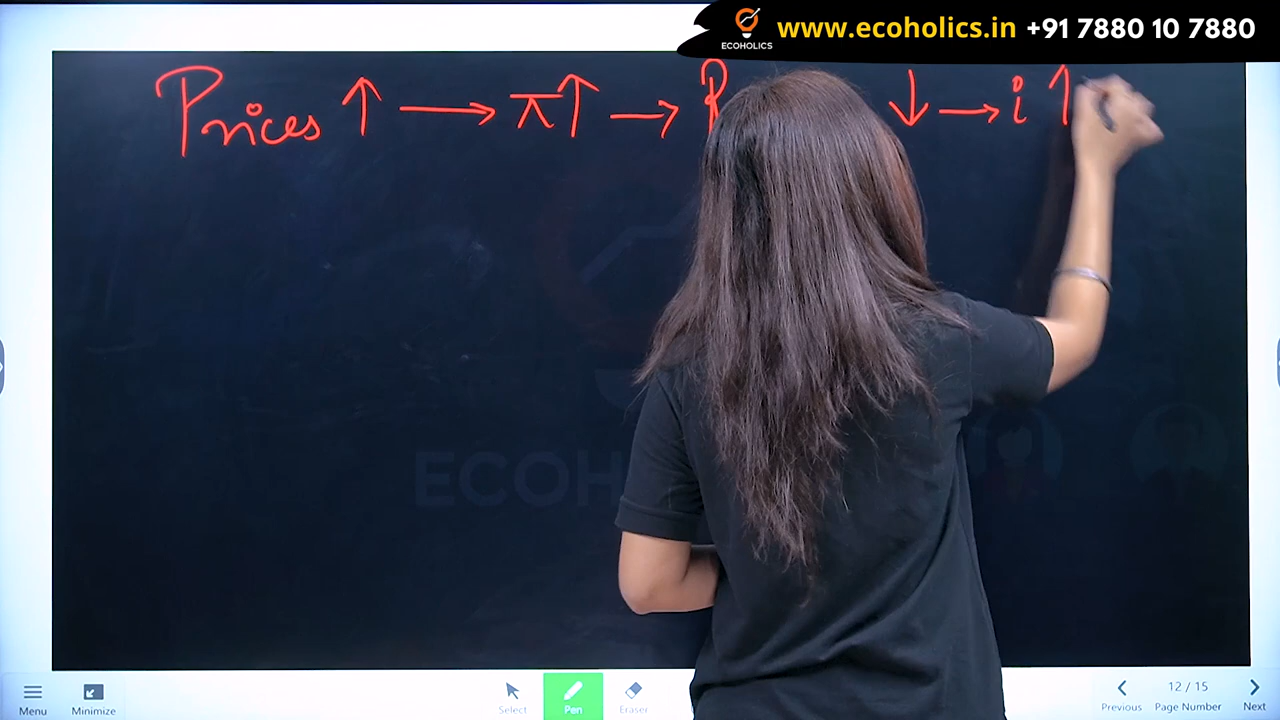 ECOHOLICS www.ecoholics.in +91 7880 10 7880
Prices ↑ → π↑ → R ↓ → i ↑
ECOH
Menu Minimize Select Pen Eraser Previous 12 / 15 Page Number Next